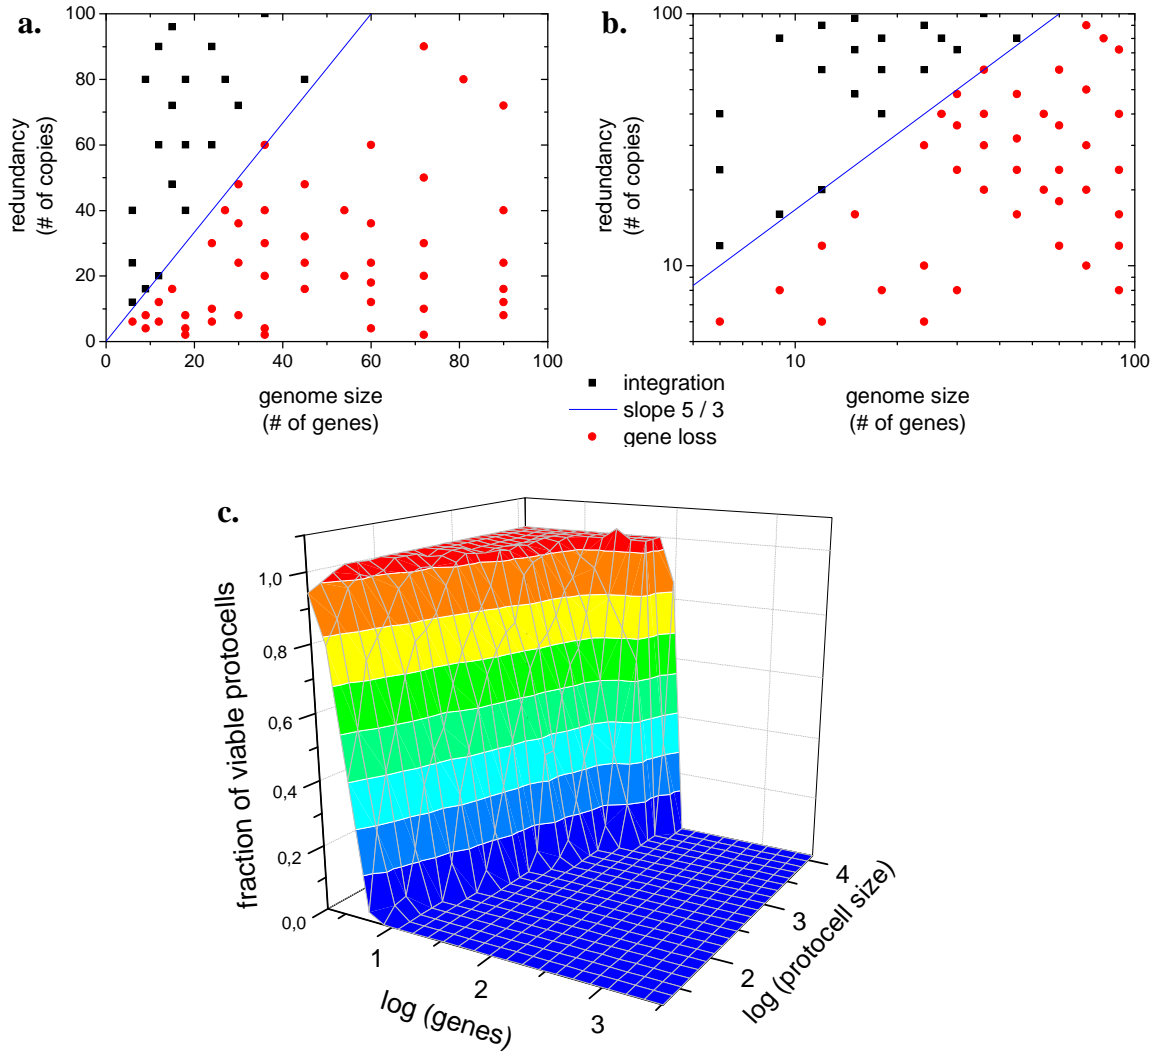 a.
100
80
60
40
20
0
0 20 40 60 80 100
redundancy
(# of copies)
genome size
(# of genes)
b.
100
10
10 100
redundancy
(# of copies)
genome size
(# of genes)
integration
slope 5 / 3
gene loss
c.
1,0
0,8
0,6
0,4
0,2
0,0
fraction of viable protocells
1
2
3
log (genes)
4
3
2
log (protocell size)